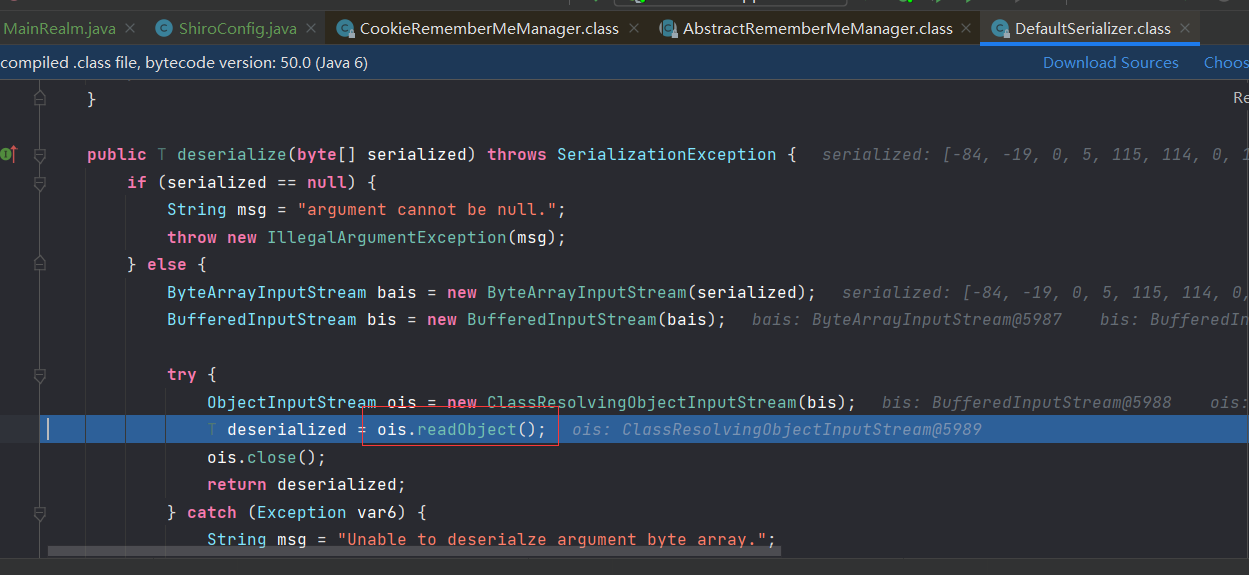 MainRealm.java ShiroConfig.java CookieRememberMeManager.class AbstractRememberMeManager.class DefaultSerializer.class
compiled .class file, bytecode version: 50.0 (Java 6) Download Sources Choos
} Re
public T deserialize(byte[] serialized) throws SerializationException { serialized: [-84, -19, 0, 5, 115, 114, 0, 1
if (serialized == null) {
String msg = "argument cannot be null.";
throw new IllegalArgumentException(msg);
} else {
ByteArrayInputStream bais = new ByteArrayInputStream(serialized); serialized: [-84, -19, 0, 5, 115, 114, 0,
BufferedInputStream bis = new BufferedInputStream(bais); bais: ByteArrayInputStream@5987 bis: BufferedIn
try {
ObjectInputStream ois = new ClassResolvingObjectInputStream(bis); bis: BufferedInputStream@5988 ois:
T deserialized = ois.readObject(); ois: ClassResolvingObjectInputStream@5989
ois.close();
return deserialized;
} catch (Exception var6) {
String msg = "Unable to deserialze argument byte array.";